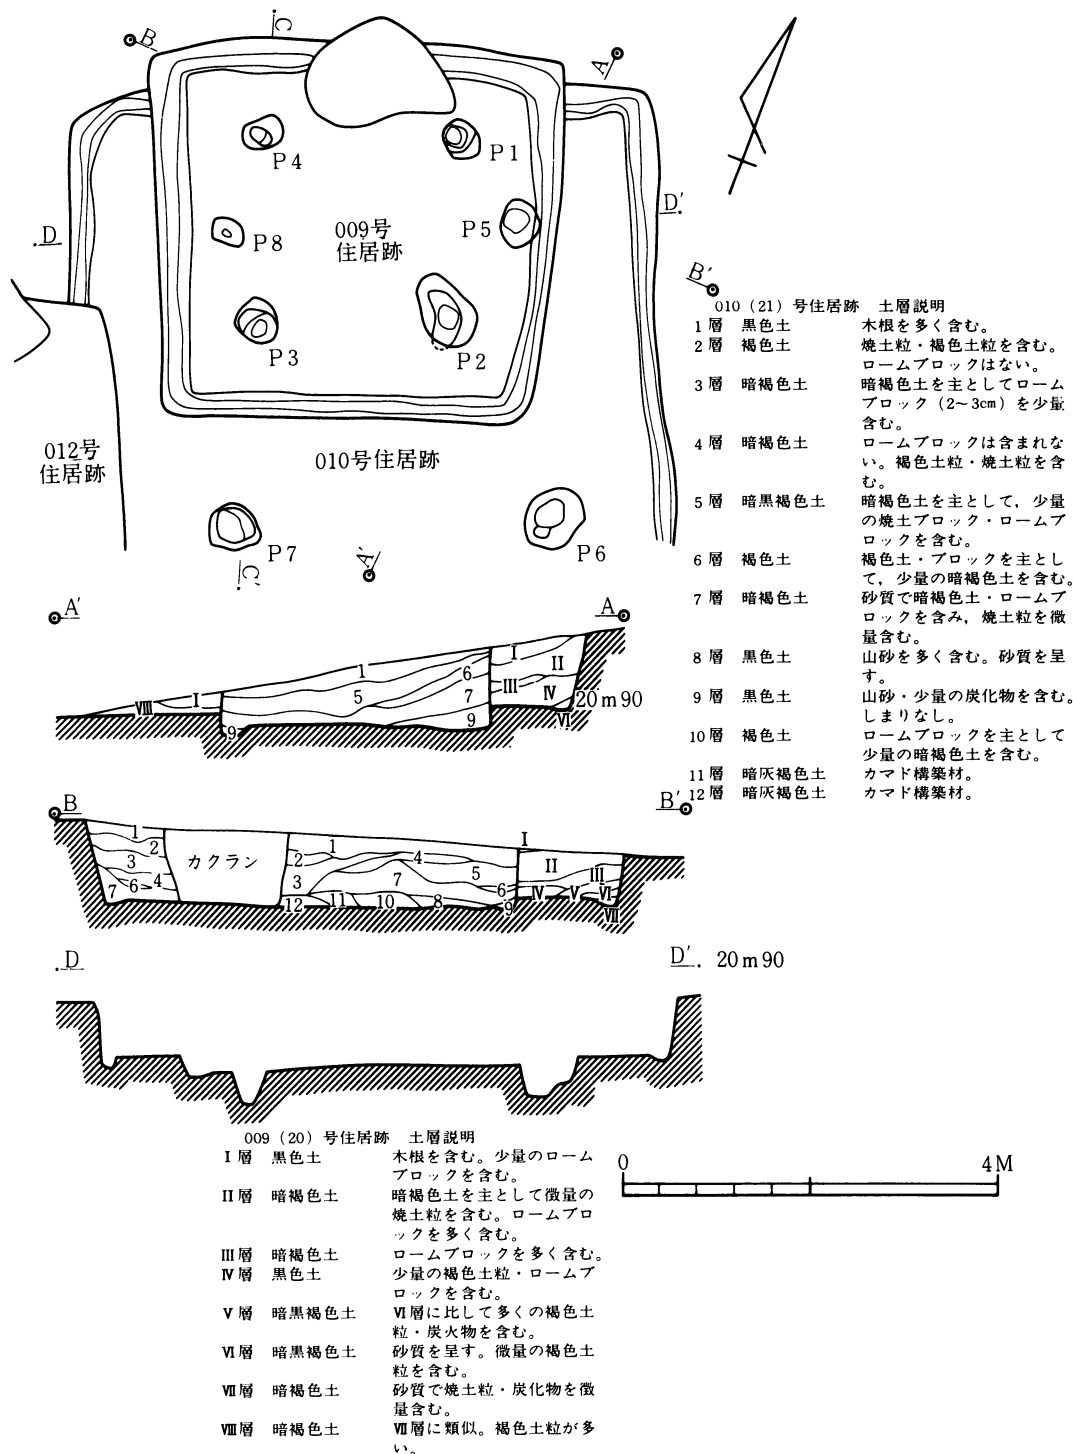 B
C
A
P4
P1
D
D′
P8
009号
住居跡
P5
P3
P2
012号
住居跡
010号住居跡
P7
C′
A′
P6
B′
010（21）号住居跡 土層説明
1層 黒色土 木根を多く含む。
2層 褐色土 焼土粒・褐色土粒を含む。
ロームブロックはない。
3層 暗褐色土 暗褐色土を主としてローム
ブロック（2〜3㎝）を少量
含む。
4層 暗褐色土 ロームブロックは含まれな
い。褐色土粒・焼土粒を含
む。
5層 暗黒褐色土 暗褐色土を主として，少量
の焼土ブロック・ロームブ
ロックを含む。
6層 褐色土 褐色土・ブロックを主とし
て，少量の暗褐色土を含む。
7層 暗褐色土 砂質で暗褐色土・ロームブ
ロックを含み，焼土粒を微
量含む。
8層 黒色土 山砂を多く含む。砂質を呈
す。
9層 黒色土 山砂・少量の炭化物を含む。
しまりなし。
10層 褐色土 ロームブロックを主として
少量の暗褐色土を含む。
11層 暗灰褐色土 カマド構築材。
12層 暗灰褐色土 カマド構築材。
A′ A
1 6 I II
VIII I 5 7 III IV 20m90
9 9 VI
B B′
1 2 カクラン 1 4 I
3 2 7 5 II III
7 6 4 3 6 IV V VI
12 11 10 8 9 VII
D D′ 20m90
009（20）号住居跡 土層説明
I層 黒色土 木根を含む。少量のローム
ブロックを含む。
II層 暗褐色土 暗褐色土を主として微量の
焼土粒を含む。ロームブロ
ックを多く含む。
III層 暗褐色土 ロームブロックを多く含む。
IV層 黒色土 少量の褐色土粒・ロームブ
ロックを含む。
V層 暗黒褐色土 VI層に比して多くの褐色土
粒・炭火物を含む。
VI層 暗黒褐色土 砂質を呈す。微量の褐色土
粒を含む。
VII層 暗褐色土 砂質で焼土粒・炭化物を微
量含む。
VIII層 暗褐色土 VII層に類似。褐色土粒が多
い。
0 4M